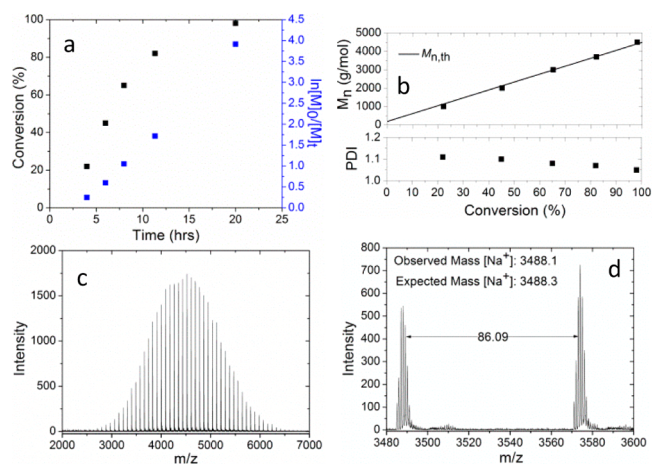 a
100
80
60
40
20
0
Conversion (%)
4.5
4.0
3.5
3.0
2.5
2.0
1.5
1.0
0.5
0.0
ln[M]0/[M]t
0 5 10 15 20 25
Time (hrs)
b
5000
4000
3000
2000
1000
0
Mn (g/mol)
Mn,th
1.2
1.1
1.0
PDI
0 10 20 30 40 50 60 70 80 90 100
Conversion (%)
c
2000
1500
1000
500
0
Intensity
2000 3000 4000 5000 6000 7000
m/z
d
800
700
600
500
400
300
200
100
0
Intensity
Observed Mass [Na+]: 3488.1
Expected Mass [Na+]: 3488.3
86.09
3480 3500 3520 3540 3560 3580 3600
m/z